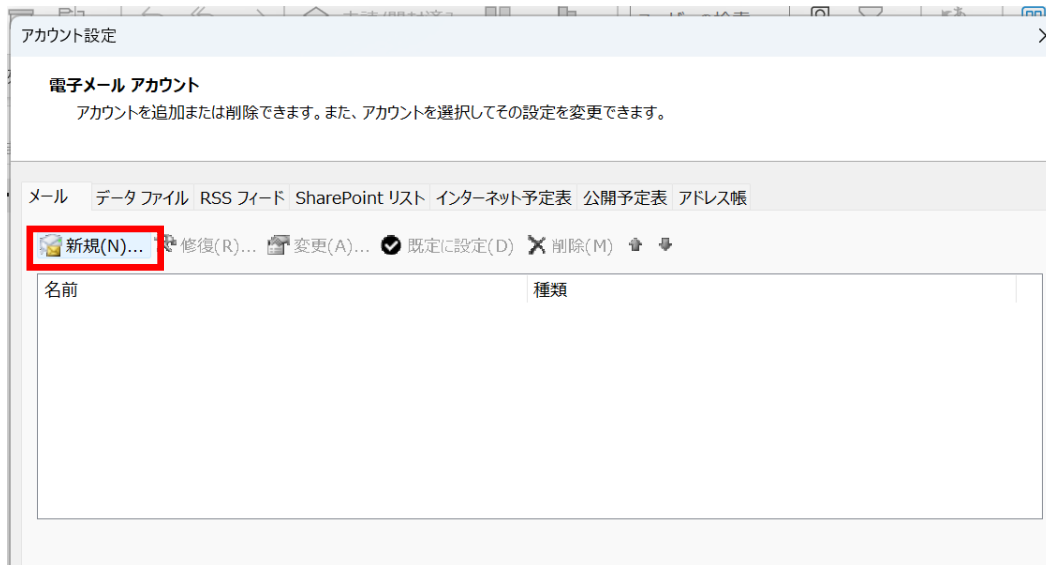 アカウント設定
電子メール アカウント
アカウントを追加または削除できます。また、アカウントを選択してその設定を変更できます。
メール データ ファイル RSS フィード SharePoint リスト インターネット予定表 公開予定表 アドレス帳
新規(N)... 修復(R)... 変更(A)... 既定に設定(D) 削除(M)
名前 種類